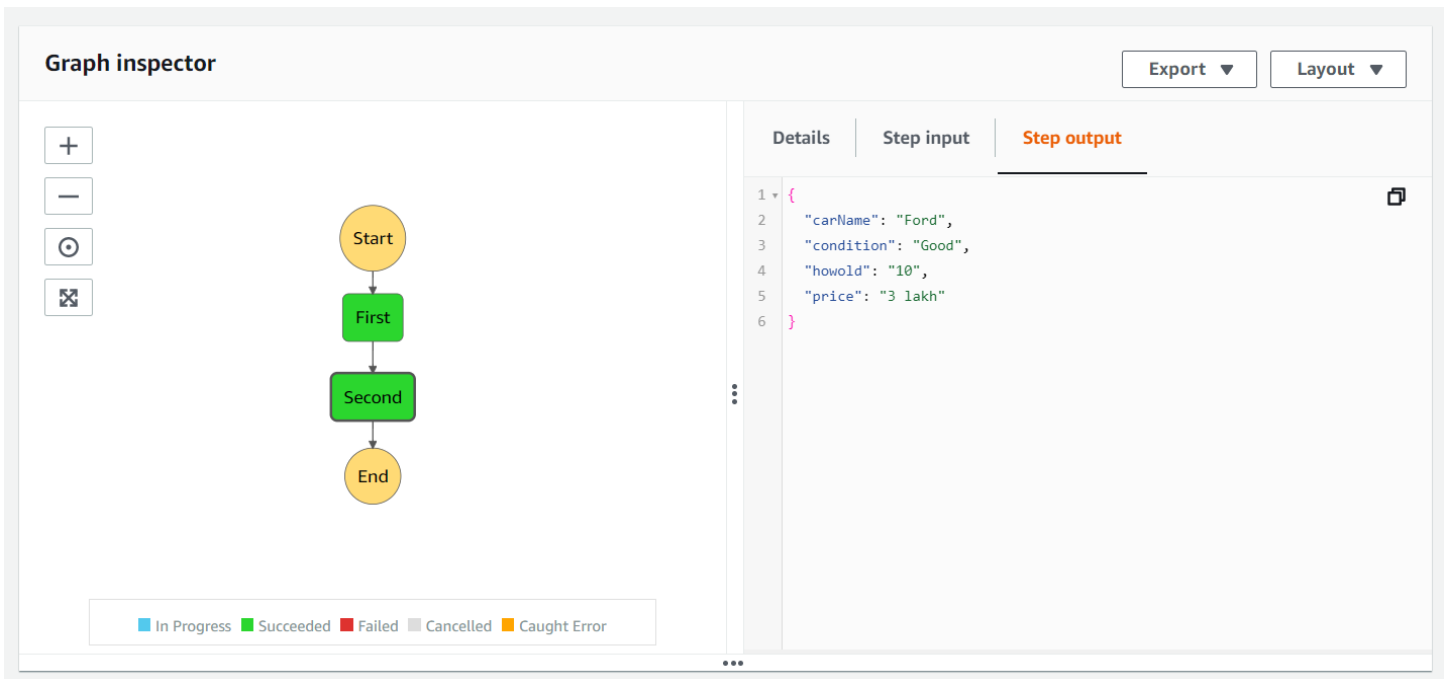 Graph inspector
Export
Layout
Start
First
Second
End
In Progress Succeeded Failed Cancelled Caught Error
Details Step input Step output
1 {
2 "carName": "Ford",
3 "condition": "Good",
4 "howold": "10",
5 "price": "3 lakh"
6 }